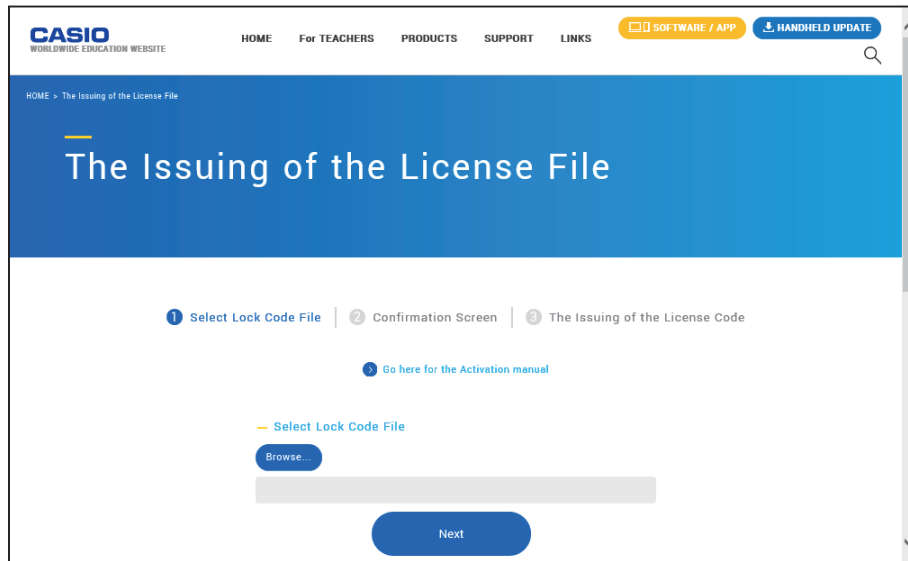 CASIO
WORLDWIDE EDUCATION WEBSITE
HOME For TEACHERS PRODUCTS SUPPORT LINKS
SOFTWARE / APP
HANDHELD UPDATE
HOME > The Issuing of the License File
The Issuing of the License File
1 Select Lock Code File 2 Confirmation Screen 3 The Issuing of the License Code
Go here for the Activation manual
Select Lock Code File
Browse...
Next